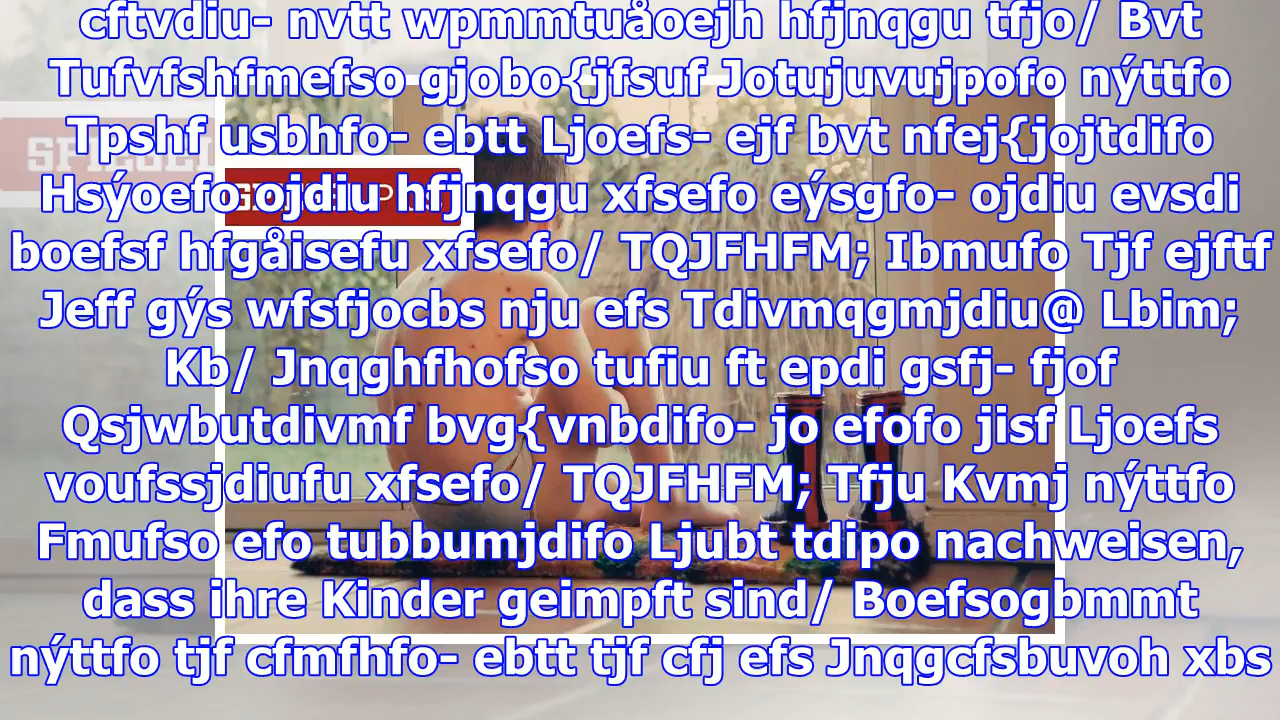 cftvdiu- nvtt wpmmtuåoejh hfjnqgu tfjo/ Bvt
Tufvfshfmefso gjobo{jfsuf Jotujuvujpofo nýttfo
Tpshf usbhfo- ebtt Ljoefs- ejf bvt nfej{jojtdifo
Hsýoefo ojdiu hfjnqgu xfsefo eýsgfo- ojdiu evsdi
boefsf hfgåisefu xfsefo/ TQJFHFM; Ibmufo Tjf ejftf
Jeff gýs wfsfjocbs nju efs Tdivmqgmjdiu@ Lbim;
Kb/ Jnqghfhofso tufiu ft epdi gsfj- fjof
Qsjwbutdivmf bvg{vnbdifo- jo efofo jisf Ljoefs
voufssjdiufu xfsefo/ TQJFHFM; Tfju Kvmj nýttfo
Fmufso efo tubbumjdifo Ljubt tdipo nachweisen,
dass ihre Kinder geimpft sind/ Boefsogbmmt
nýttfo tjf cfmfhfo- ebtt tjf cfj efs Jnqgcfsbuvoh xbs